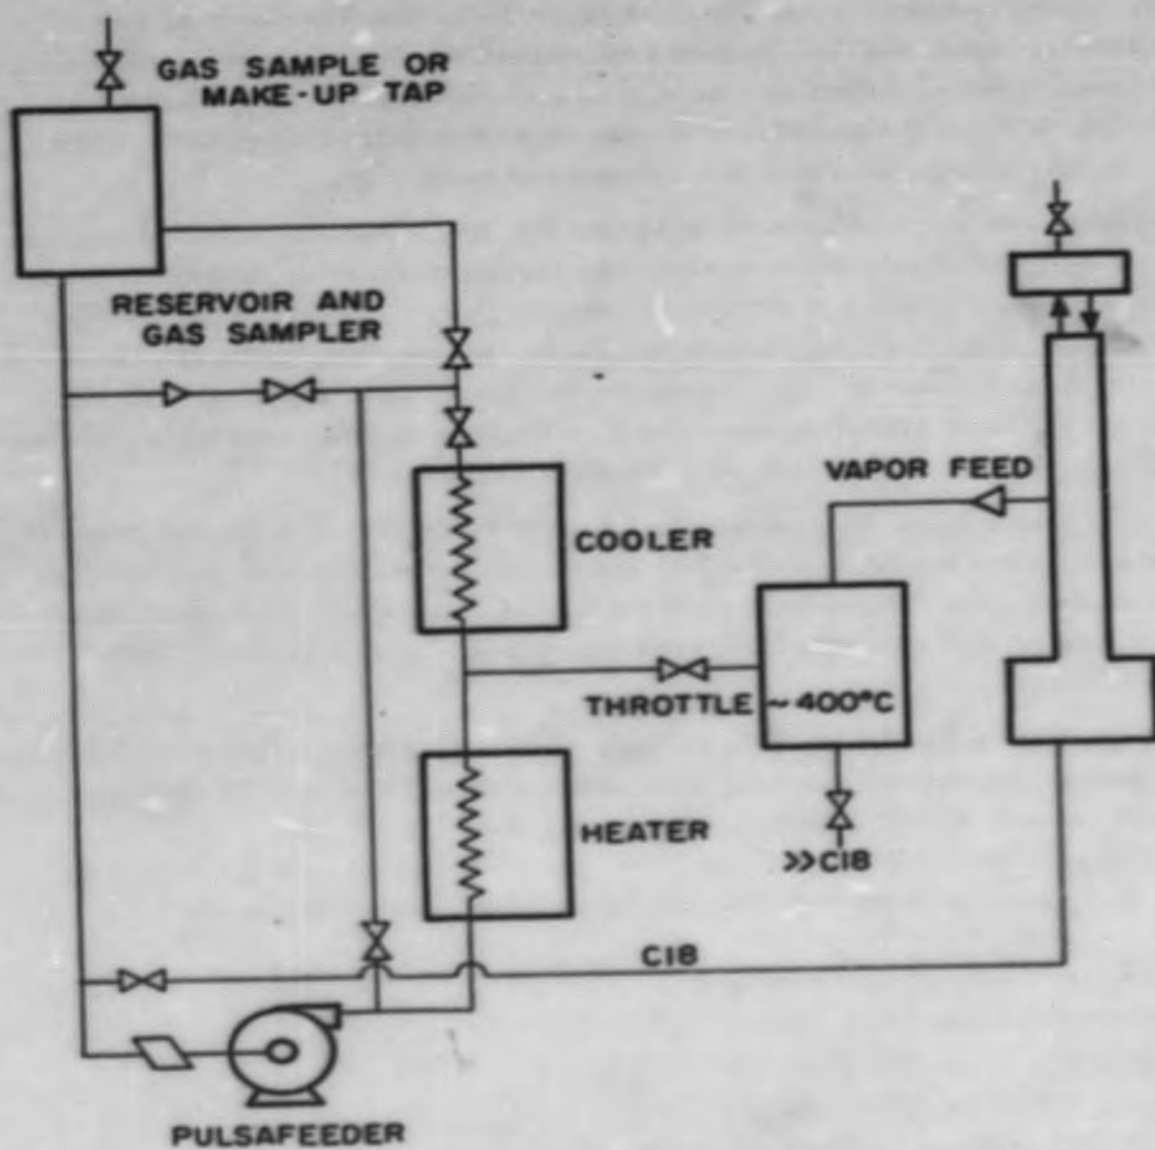 GAS SAMPLE OR
MAKE-UP TAP
RESERVOIR AND
GAS SAMPLER
VAPOR FEED
COOLER
THROTTLE
~400°C
HEATER
>>C18
C18
PULSAFEEDER